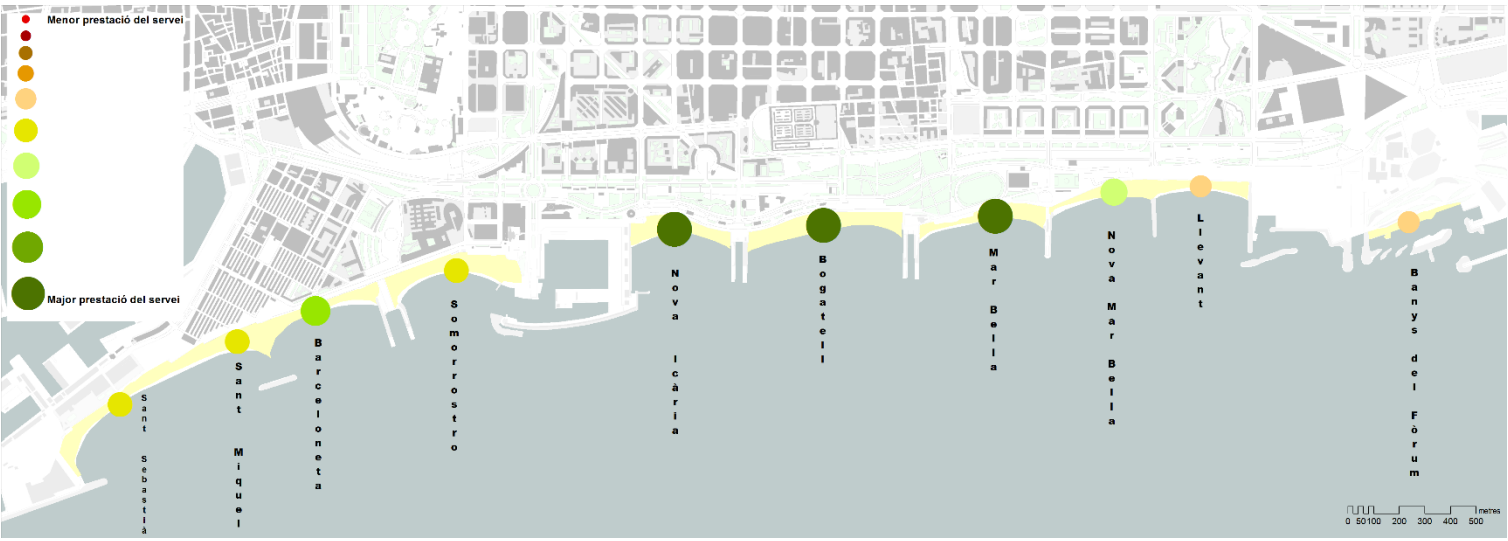 Menor prestació del servei
Major prestació del servei
Sant Sebastià
Sant Miquel
Barceloneta
Somorrostro
Nova Icària
Bogatell
Mar Bella
Nova Mar Bella
Llevant
Banys del Fòrum
metres
0 50 100 200 300 400 500